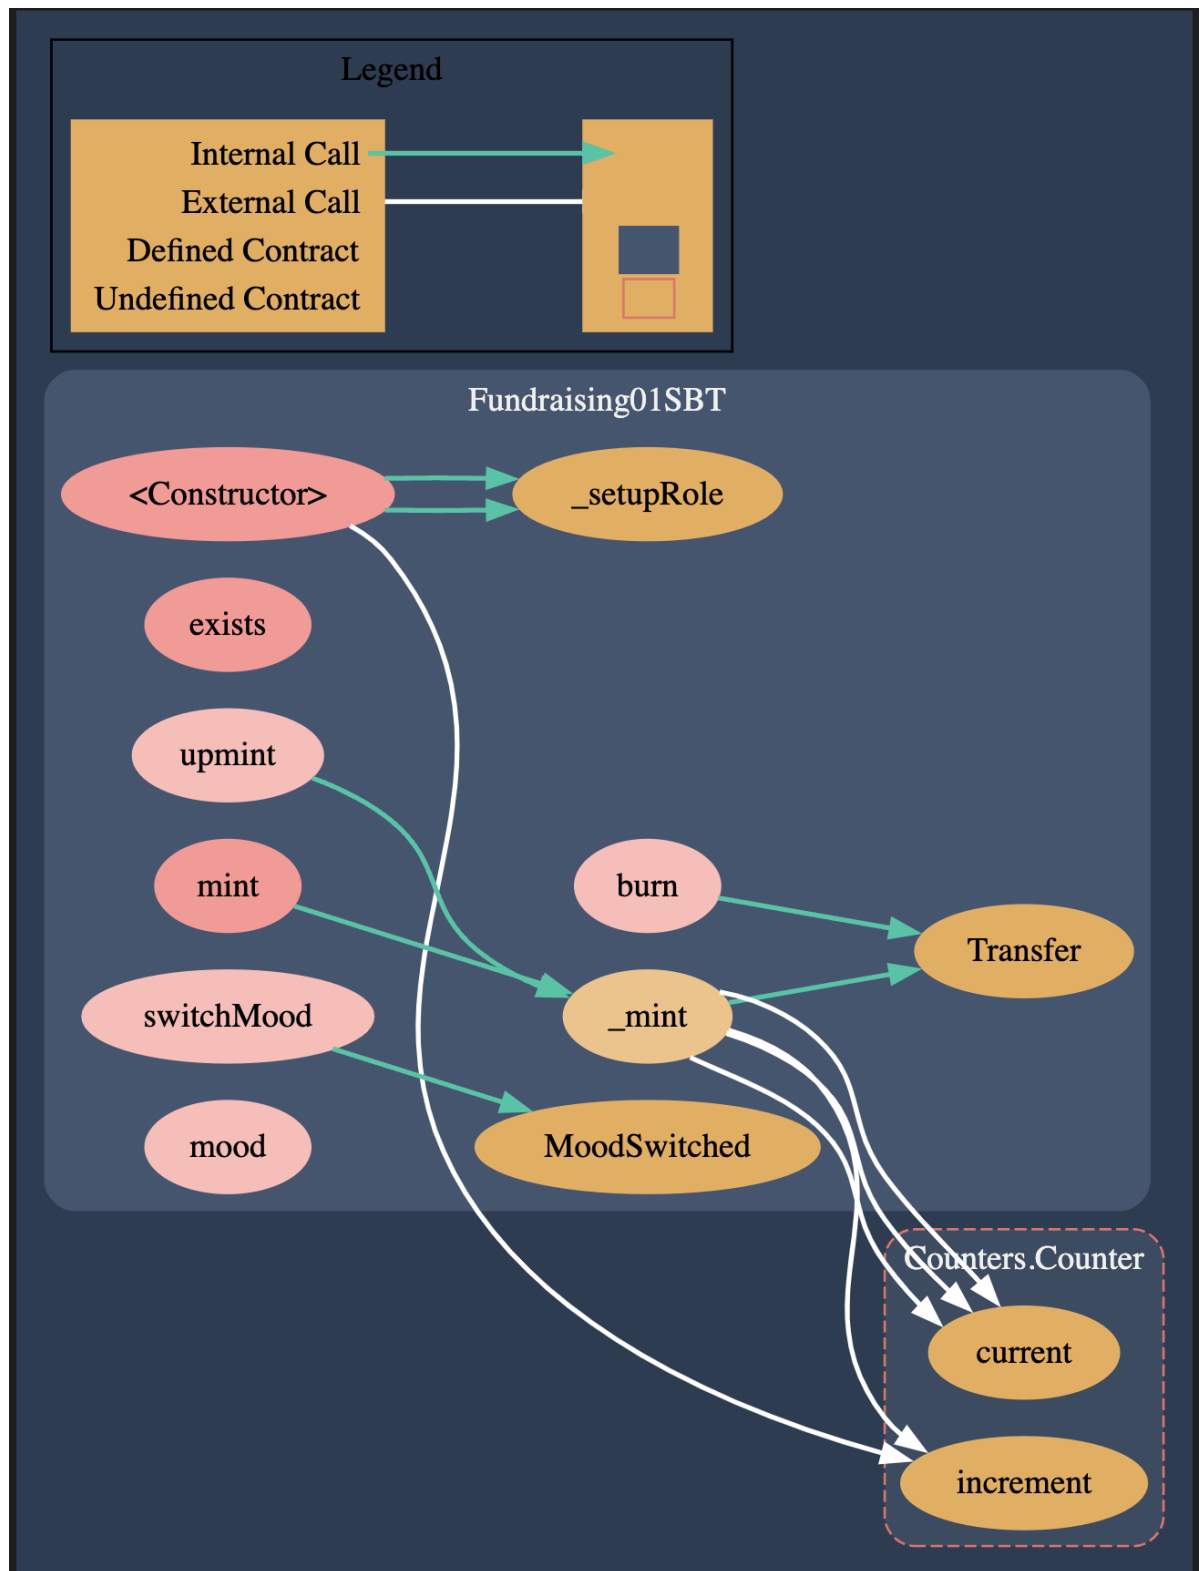 Legend
Internal Call
External Call
Defined Contract
Undefined Contract
Fundraising01SBT
<Constructor>
_setupRole
exists
upmint
mint
burn
Transfer
switchMood
_mint
mood
MoodSwitched
Counters.Counter
current
increment